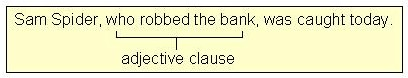 Sam Spider, who robbed the bank, was caught today.
adjective clause